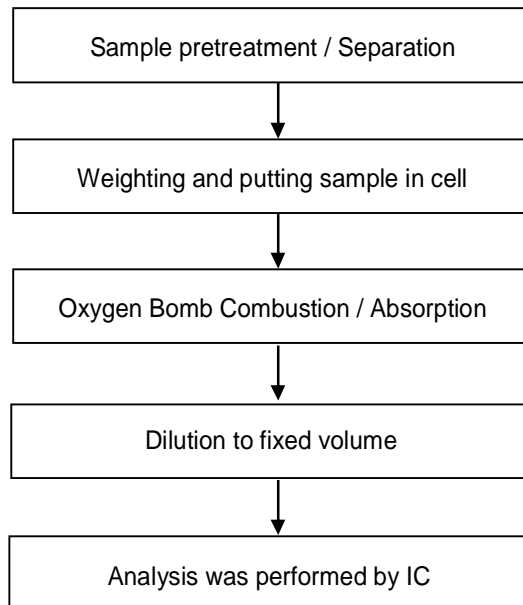 Sample pretreatment / Separation
Weighting and putting sample in cell
Oxygen Bomb Combustion / Absorption
Dilution to fixed volume
Analysis was performed by IC